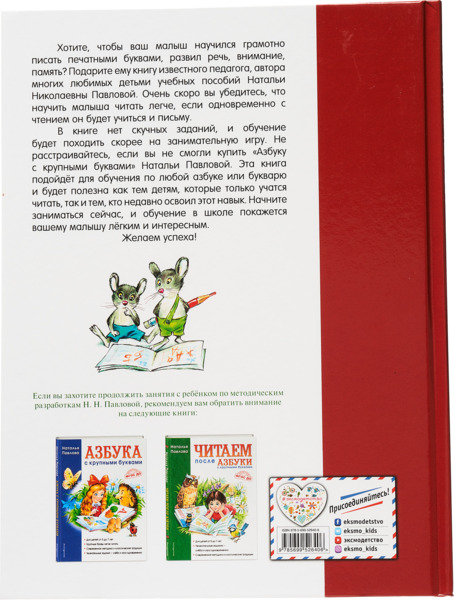 Хотите, чтобы ваш малыш научился грамотно
писать печатными буквами, развил речь, внимание,
память? Подарите ему книгу известного педагога, автора
многих любимых детьми учебных пособий Натальи
Николаевны Павловой. Очень скоро вы убедитесь, что
научить малыша читать легче, если одновременно с
чтением он будет учиться и письму.
В книге нет скучных заданий, и обучение
будет походить скорее на занимательную игру. Не
расстраивайтесь, если вы не смогли купить «Азбуку
с крупными буквами» Натальи Павловой. Эта книга
подойдёт для обучения по любой азбуке или букварю
и будет полезна как тем детям, которые только учатся
читать, так и тем, кто недавно освоил этот навык. Начните
заниматься сейчас, и обучение в школе покажется
вашему малышу лёгким и интересным.
Желаем успеха!
Если вы захотите продолжить занятия с ребёнком по методическим
разработкам Н. Н. Павловой, рекомендуем вам обратить внимание
на следующие книги:
Наталья
Павлова
АЗБУКА
с крупными буквами
Наталья
Павлова
ЧИТАЕМ
после АЗБУКИ
с крупными буквами
Присоединяйтесь!
eksmodetstvo
eksmo_kids
эксмодетство
eksmo_kids
9785699526406